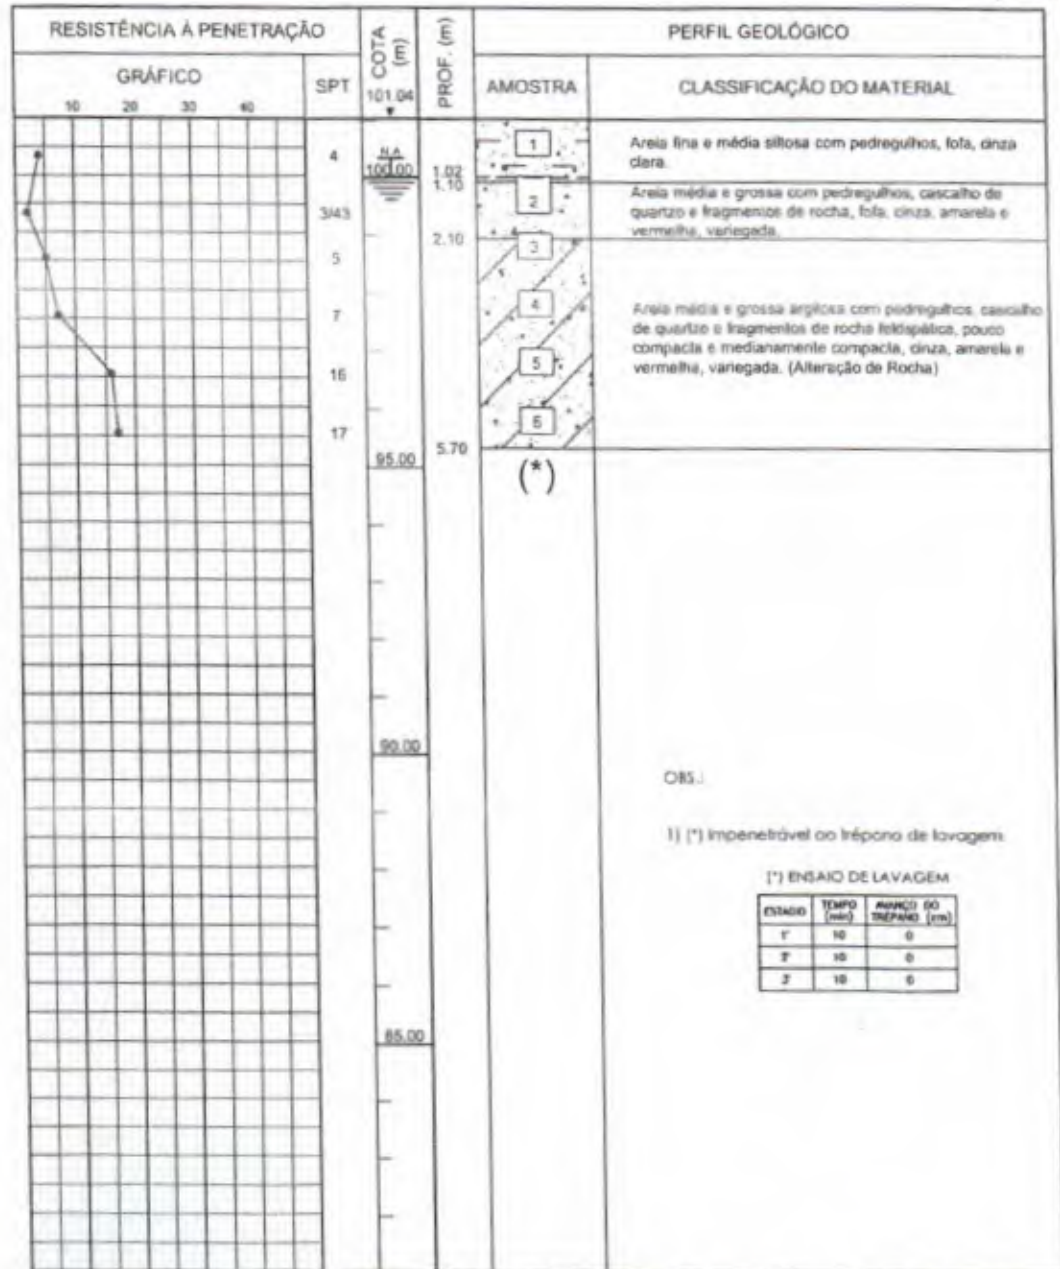 RESISTÊNCIA À PENETRAÇÃO
COTA (m)
PROF. (m)
PERFIL GEOLÓGICO
GRÁFICO
SPT
101.04
AMOSTRA
CLASSIFICAÇÃO DO MATERIAL
10 20 30 40
1
Areia fina e média siltosa com pedregulhos, fofa, cinza
clara.
4
N.A
100.00
1.02
1.10
2
Areia média e grossa com pedregulhos, cascalho de
quartzo e fragmentos de rocha, fofa, cinza, amarela e
vermelha, variegada.
3/43
2.10
3
5
4
7
Areia média e grossa argilosa com pedregulhos, cascalho
de quartzo e fragmentos de rocha feldspática, pouco
compacta e medianamente compacta, cinza, amarela e
vermelha, variegada. (Alteração de Rocha)
5
16
6
17
5.70
95.00
(*)
90.00
OBS.:
1) (*) Impenetrável ao trépano de lavagem
(*) ENSAIO DE LAVAGEM
ESTÁGIO TEMPO (min) AVANÇO DO TRÉPANO (cm)
1º 10 0
2º 10 0
3º 10 0
85.00